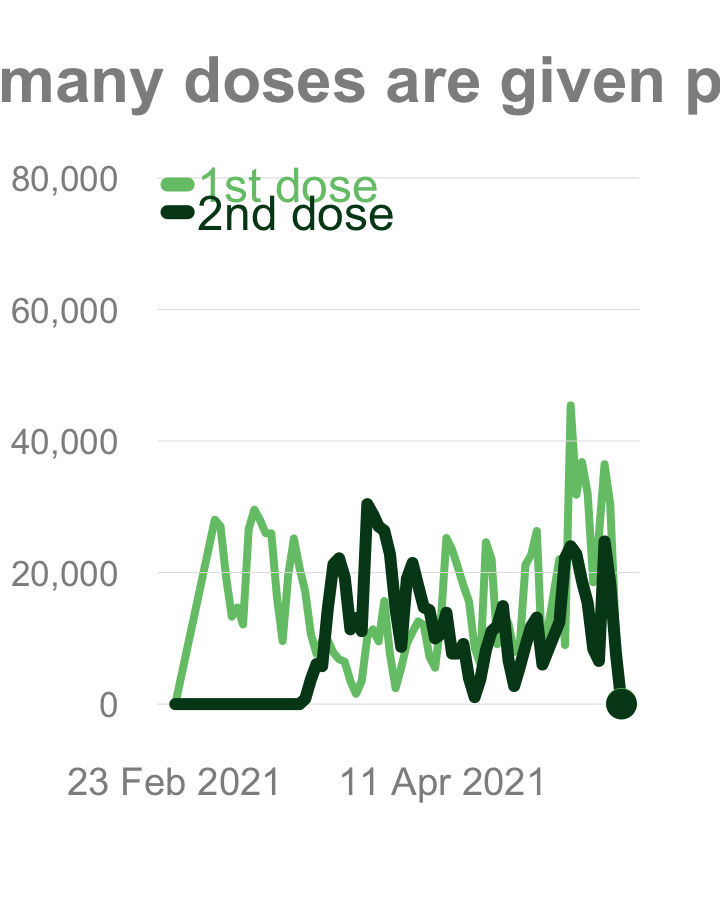 many doses are given p
80,000
1st dose
2nd dose
60,000
40,000
20,000
0
23 Feb 2021 11 Apr 2021